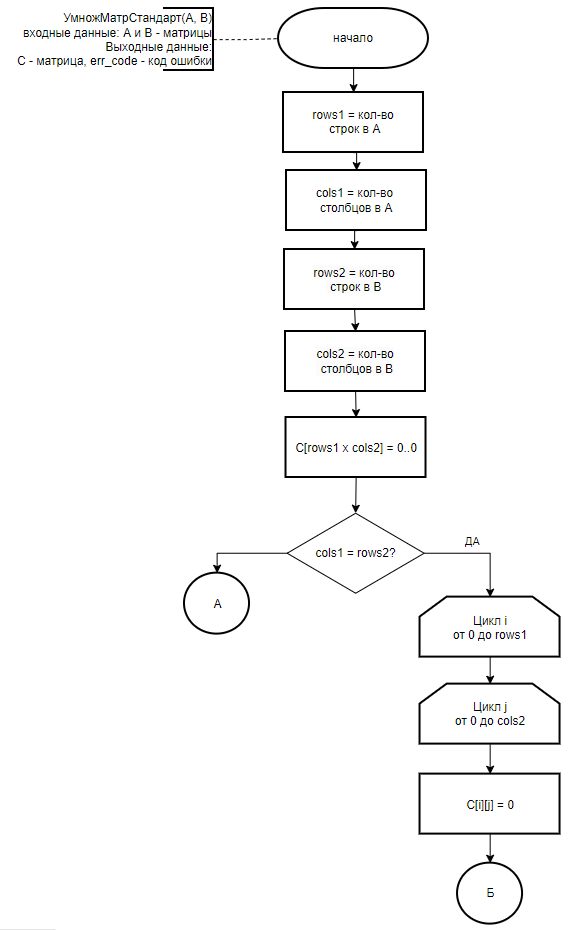 УмножМатрСтандарт(А, В)
входные данные: А и В - матрицы
Выходные данные:
С - матрица, err_code - код ошибки
начало
rows1 = кол-во
строк в А
cols1 = кол-во
столбцов в А
rows2 = кол-во
строк в В
cols2 = кол-во
столбцов в В
C[rows1 x cols2] = 0..0
cols1 = rows2?
ДА
А
Цикл i
от 0 до rows1
Цикл j
от 0 до cols2
C[i][j] = 0
Б